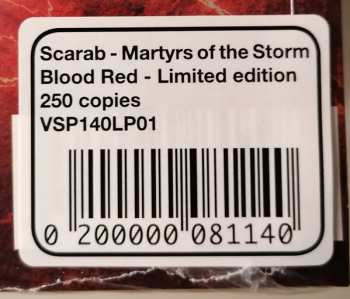 Scarab - Martyrs of the Storm
Blood Red - Limited edition
250 copies
VSP140LP01
0 200000 081140